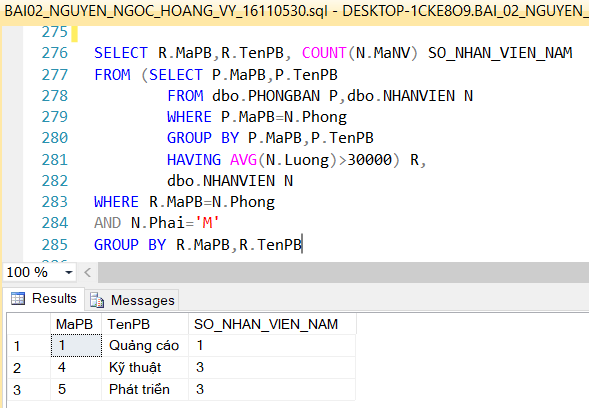 BAI02_NGUYEN_NGOC_HOANG_VY_16110530.sql - DESKTOP-1CKE8O9.BAI_02_NGUYEN_
275
276 SELECT R.MaPB,R.TenPB, COUNT(N.MaNV) SO_NHAN_VIEN_NAM
277 FROM (SELECT P.MaPB,P.TenPB
278 FROM dbo.PHONGBAN P,dbo.NHANVIEN N
279 WHERE P.MaPB=N.Phong
280 GROUP BY P.MaPB,P.TenPB
281 HAVING AVG(N.Luong)>30000) R,
282 dbo.NHANVIEN N
283 WHERE R.MaPB=N.Phong
284 AND N.Phai='M'
285 GROUP BY R.MaPB,R.TenPB
100 %
Results Messages
MaPB TenPB SO_NHAN_VIEN_NAM
1 1 Quảng cáo 1
2 4 Kỹ thuật 3
3 5 Phát triển 3